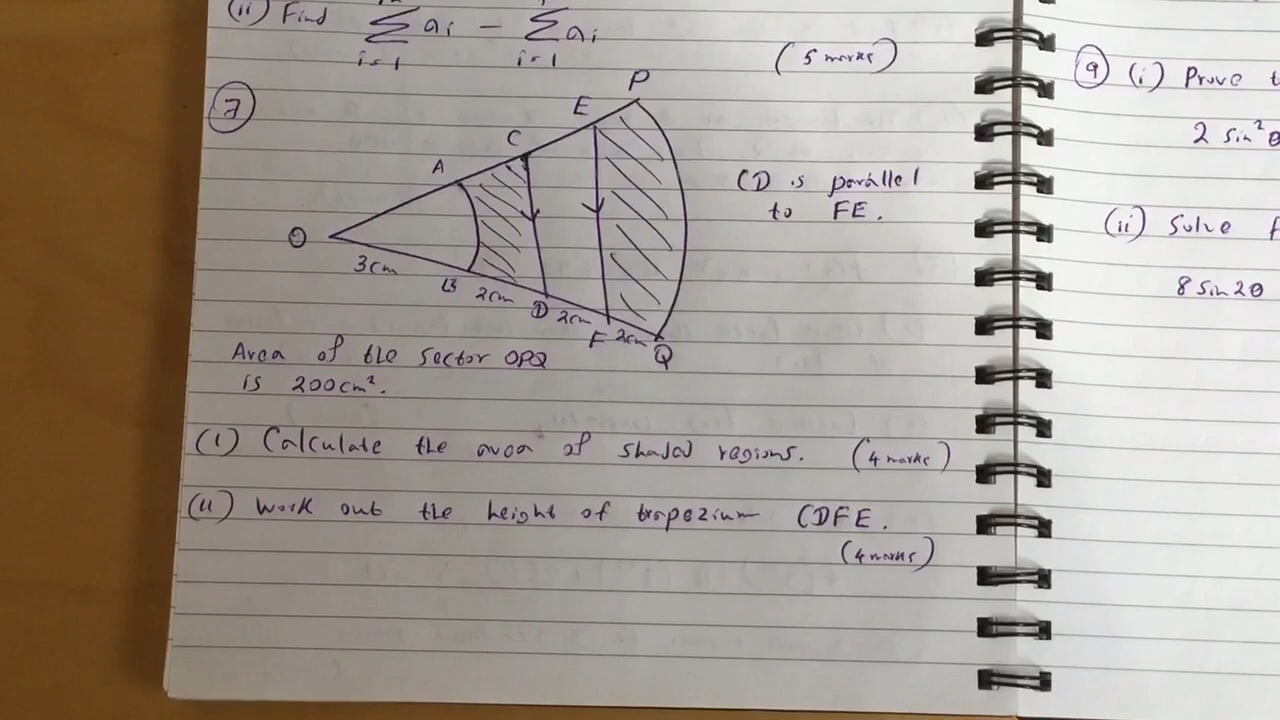 (ii) Find ∑ ai − ∑ ai
i=1 i=1
(5 marks)
7
P
E
C
A
O
3cm
B
2cm
D
2cm
F
2cm
Q
CD is parallel
to FE.
Area of the sector OPQ
is 200cm².
(i) Calculate the area of shaded regions. (4 marks)
(ii) Work out the height of trapezium CDFE.
(4 marks)
9 (i) Prove t
2 sin²θ
(ii) Solve f
8 sin2θ